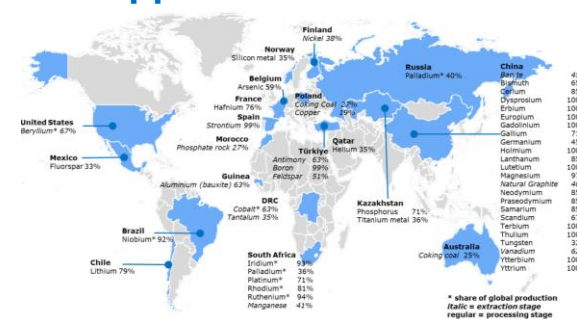 Finland
Nickel 38%
Norway
Silicon metal 35%
Belgium
Arsenic 59%
France
Hafnium 76%
Spain
Strontium 99%
Poland
Coking Coal
Copper
Russia
Palladium* 40%
China
Bismuth
Cerium
Dysprosium
Erbium
Europium
Gadolinium
Gallium
Germanium
Holmium
Lanthanum
Lutetium
Magnesium
Natural Graphite
Neodymium
Praseodymium
Samarium
Scandium
Terbium
Thulium
Tungsten
Vanadium
Ytterbium
Yttrium
United States
Beryllium* 67%
Mexico
Fluorspar 33%
Morocco
Phosphate rock 27%
Qatar
Helium 35%
Türkiye
Antimony 63%
Boron 99%
Feldspar 51%
Guinea
Aluminium (bauxite) 63%
DRC
Cobalt* 63%
Tantalum 35%
Kazakhstan
Phosphorus 71%
Titanium metal 36%
Brazil
Niobium* 92%
Chile
Lithium 79%
South Africa
Iridium* 93%
Palladium* 36%
Platinum* 71%
Rhodium* 81%
Ruthenium* 94%
Manganese 41%
Australia
Coking coal 25%
* share of global production
italic = extraction stage
regular = processing stage